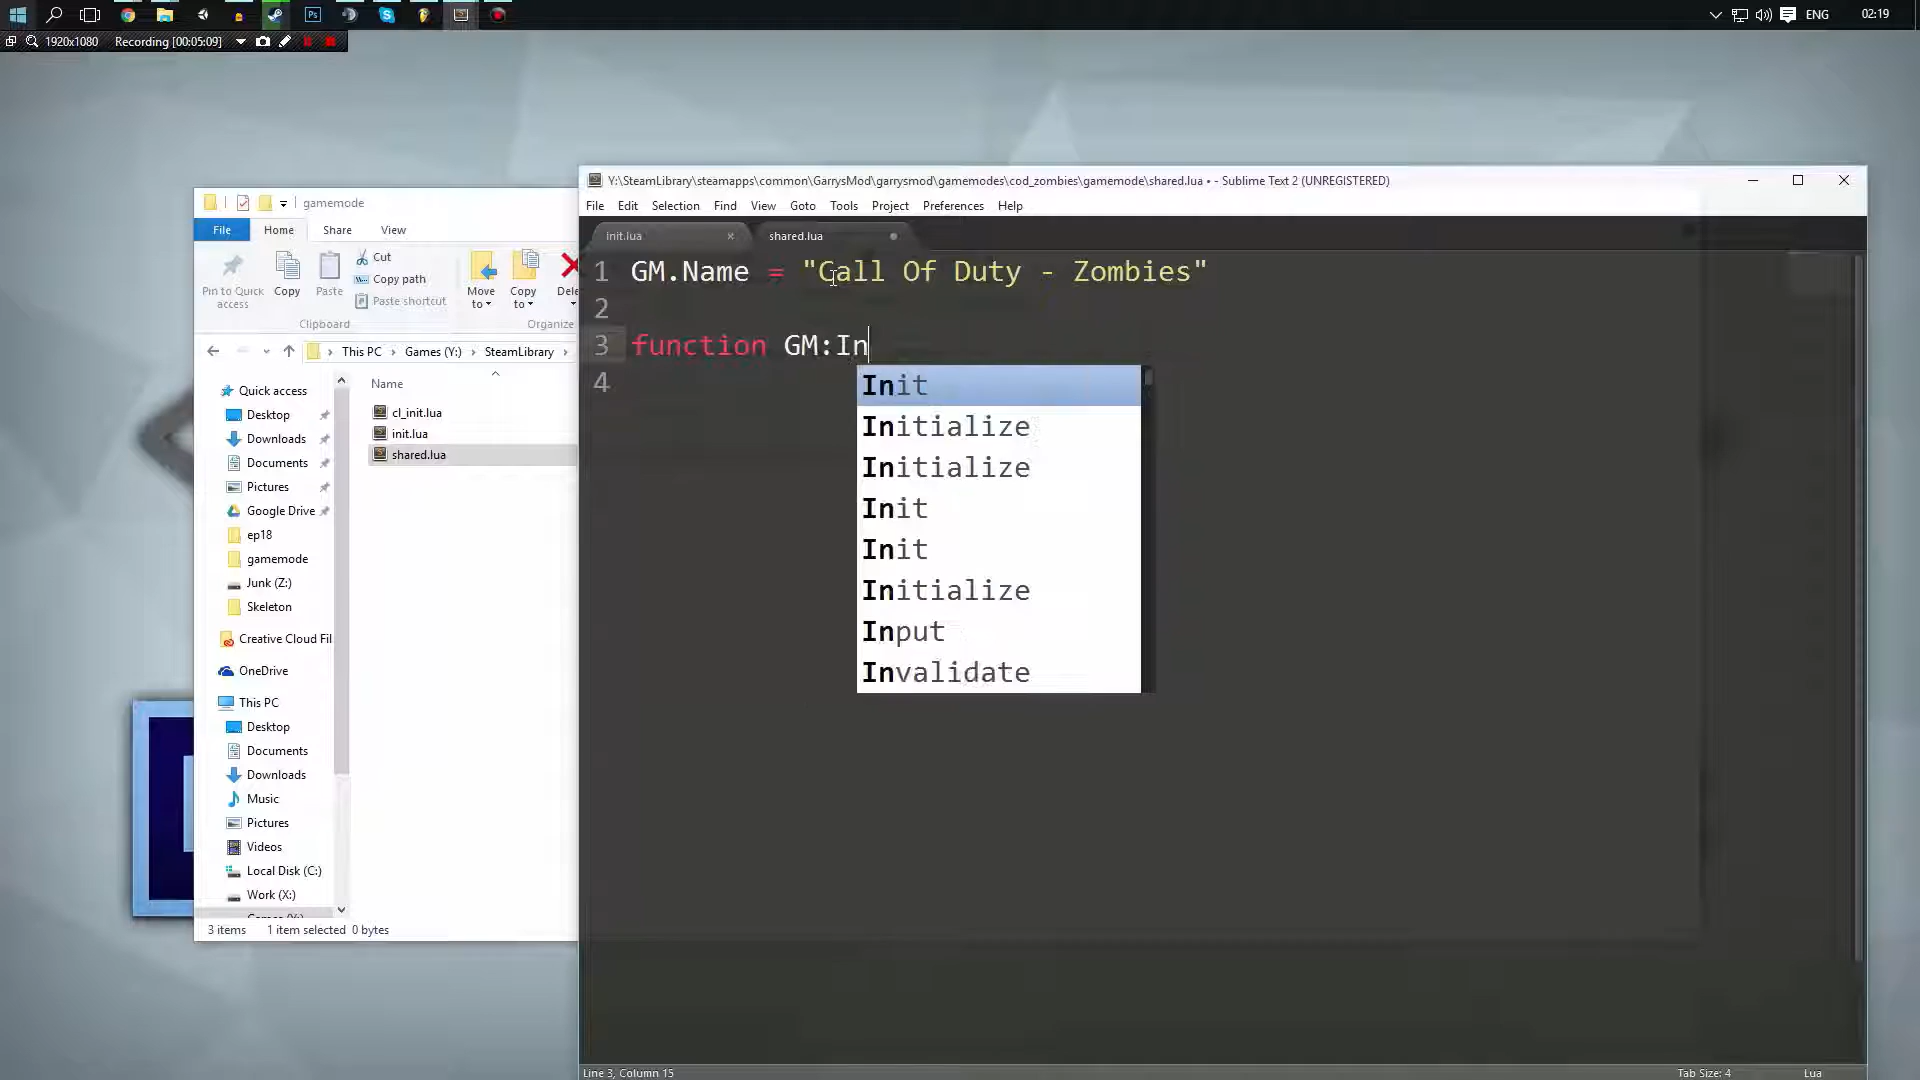 Ps
ENG
02:19
1920x1080
Recording [00:05:09]
gamemode
File
Home
Share
View
Pin to Quick access
Copy
Paste
Cut
Copy path
Paste shortcut
Clipboard
Move to
Copy to
Dele
Organize
This PC
Games (Y:)
SteamLibrary
Quick access
Desktop
Downloads
Documents
Pictures
Google Drive
ep18
gamemode
Junk (Z:)
Skeleton
Creative Cloud Fil
OneDrive
This PC
Desktop
Documents
Downloads
Music
Pictures
Videos
Local Disk (C:)
Work (X:)
Name
cl_init.lua
init.lua
shared.lua
3 items
1 item selected
0 bytes
Y:\SteamLibrary\steamapps\common\GarrysMod\garrysmod\gamemodes\cod_zombies\gamemode\shared.lua • - Sublime Text 2 (UNREGISTERED)
File
Edit
Selection
Find
View
Goto
Tools
Project
Preferences
Help
init.lua
shared.lua
1 GM.Name = "Call Of Duty - Zombies"
2
3 function GM:In
4
Init
Initialize
Initialize
Init
Init
Initialize
Input
Invalidate
Line 3, Column 15
Tab Size: 4
Lua